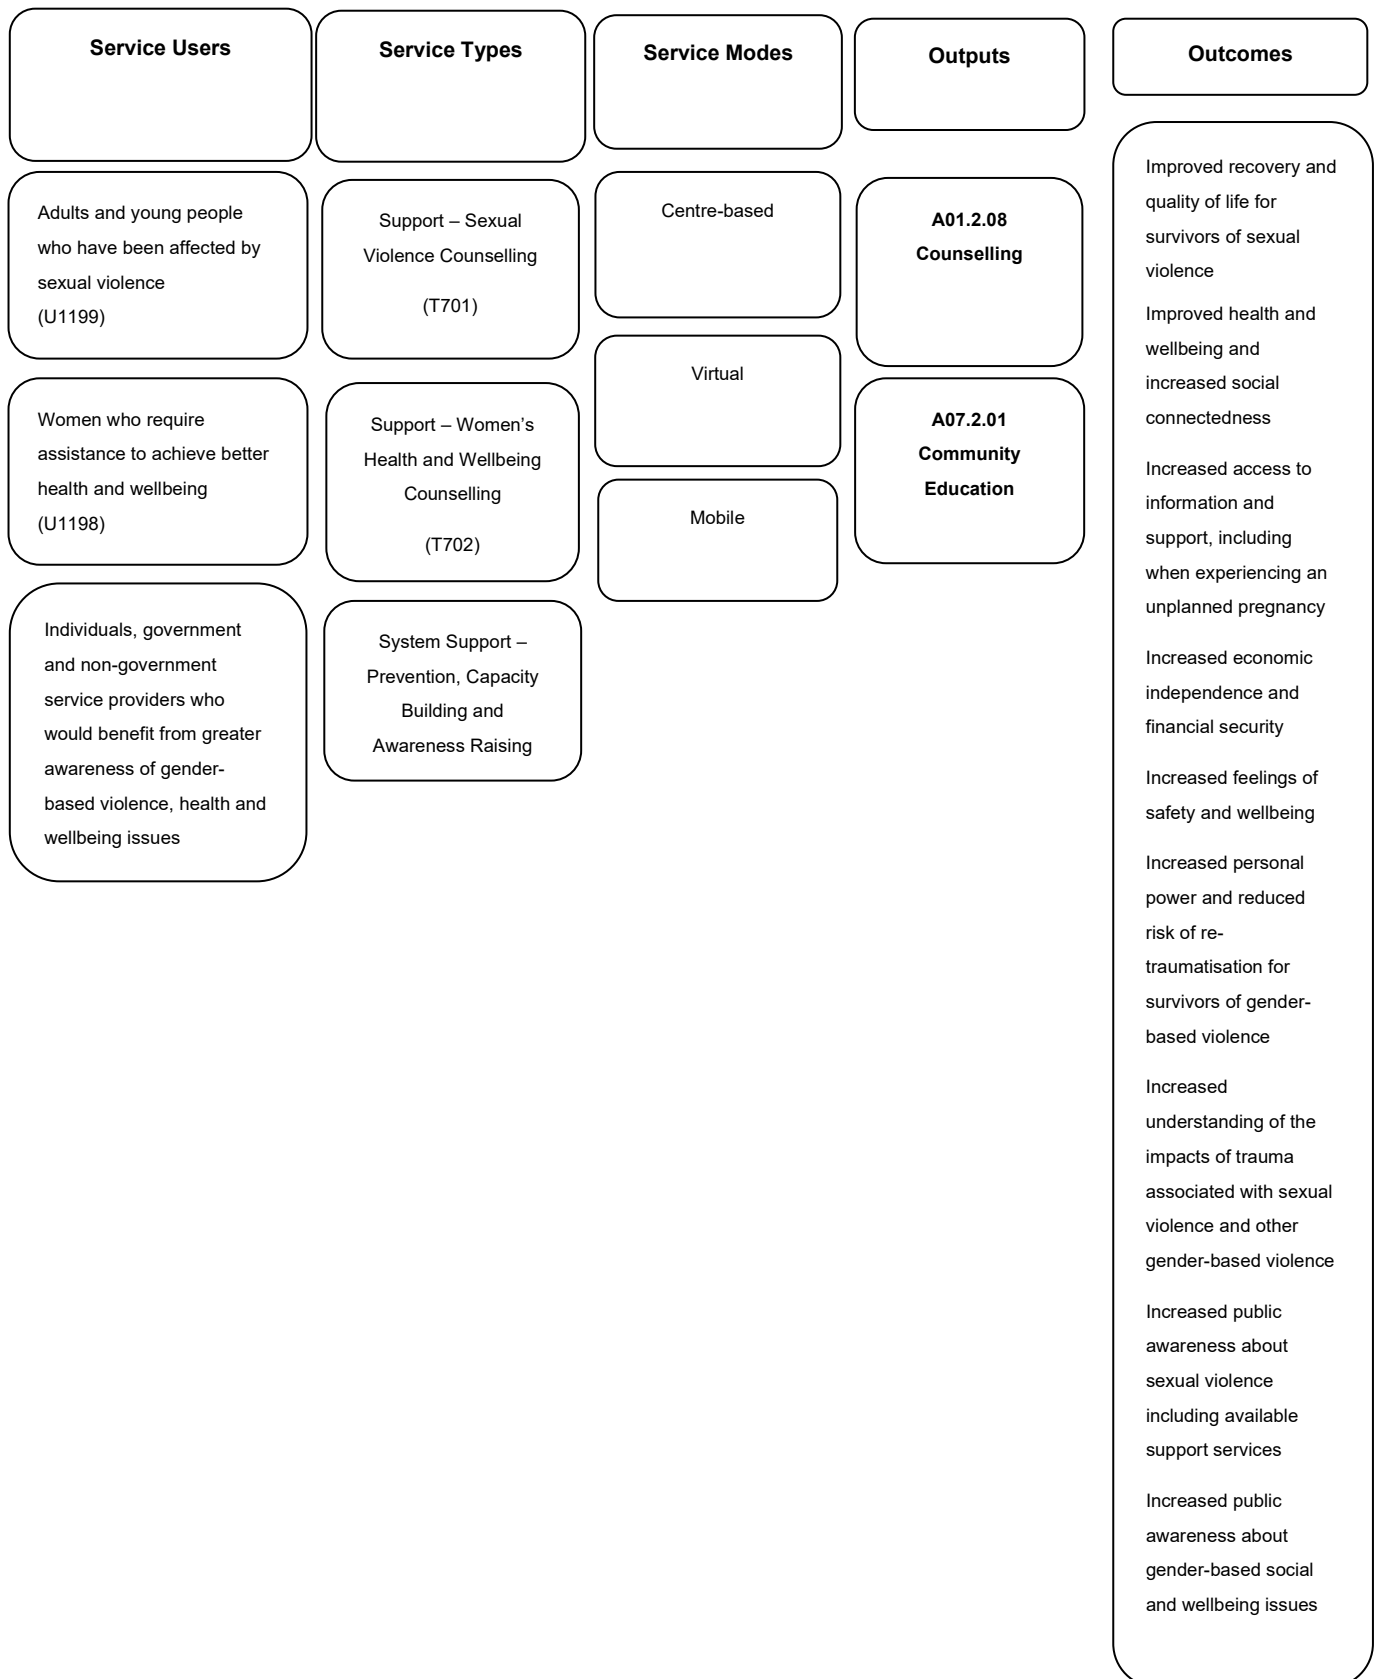 Service Users
Service Types
Service Modes
Outputs
Outcomes
Adults and young people
who have been affected by
sexual violence
(U1199)
Women who require
assistance to achieve better
health and wellbeing
(U1198)
Individuals, government
and non-government
service providers who
would benefit from greater
awareness of gender-
based violence, health and
wellbeing issues
Support – Sexual
Violence Counselling
(T701)
Support – Women’s
Health and Wellbeing
Counselling
(T702)
System Support –
Prevention, Capacity
Building and
Awareness Raising
Centre-based
Virtual
Mobile
A01.2.08
Counselling
A07.2.01
Community
Education
Improved recovery and
quality of life for
survivors of sexual
violence
Improved health and
wellbeing and
increased social
connectedness
Increased access to
information and
support, including
when experiencing an
unplanned pregnancy
Increased economic
independence and
financial security
Increased feelings of
safety and wellbeing
Increased personal
power and reduced
risk of re-
traumatisation for
survivors of gender-
based violence
Increased
understanding of the
impacts of trauma
associated with sexual
violence and other
gender-based violence
Increased public
awareness about
sexual violence
including available
support services
Increased public
awareness about
gender-based social
and wellbeing issues